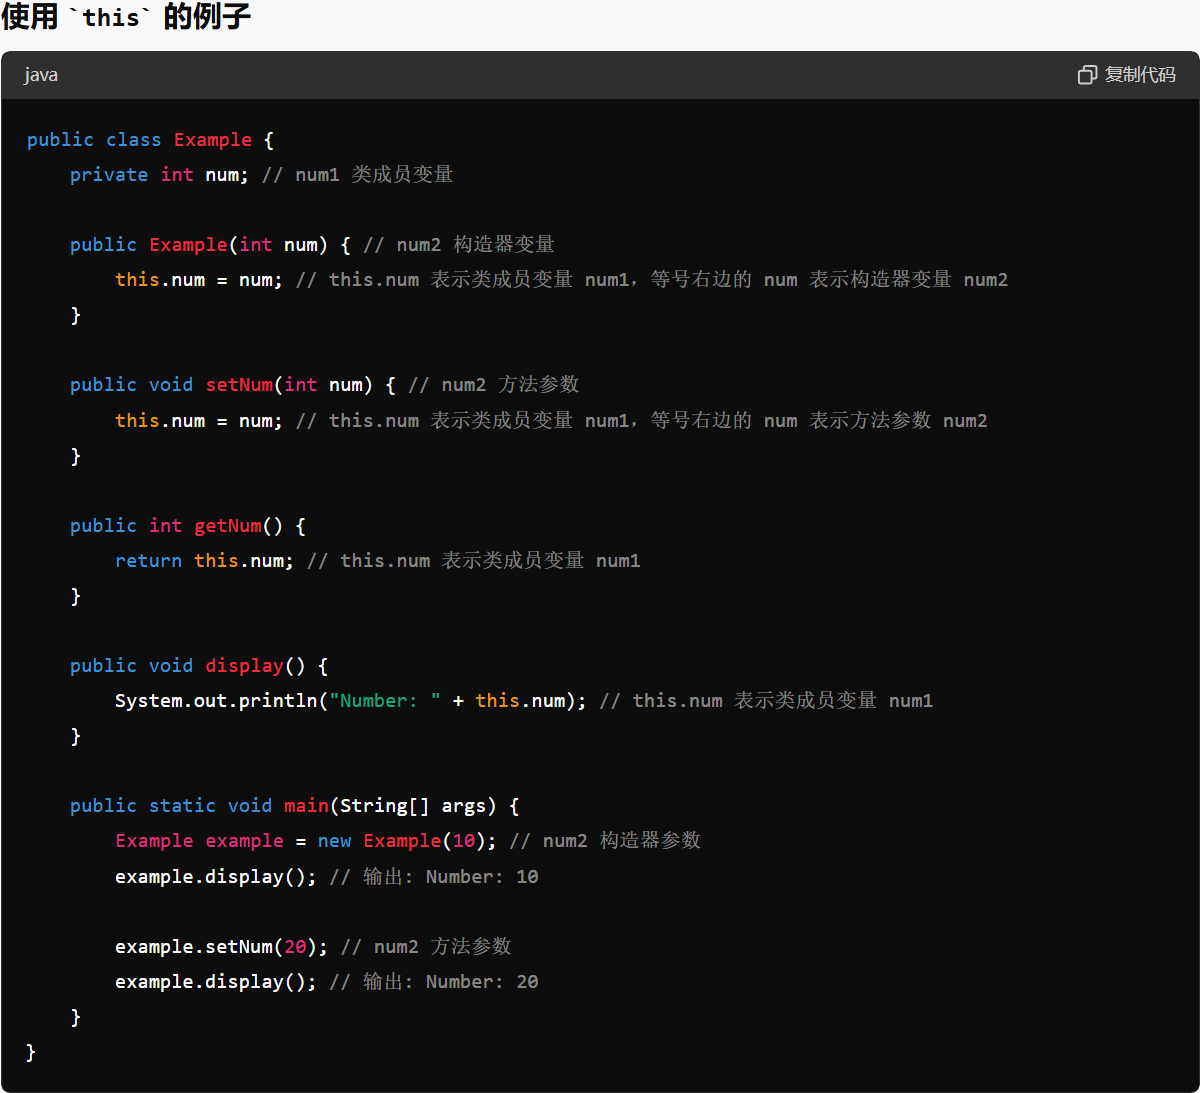 使用 `this` 的例子
java
复制代码
public class Example {
    private int num; // num1 类成员变量
    public Example(int num) { // num2 构造器变量
        this.num = num; // this.num 表示类成员变量 num1，等号右边的 num 表示构造器变量 num2
    }
    public void setNum(int num) { // num2 方法参数
        this.num = num; // this.num 表示类成员变量 num1，等号右边的 num 表示方法参数 num2
    }
    public int getNum() {
        return this.num; // this.num 表示类成员变量 num1
    }
    public void display() {
        System.out.println("Number: " + this.num); // this.num 表示类成员变量 num1
    }
    public static void main(String[] args) {
        Example example = new Example(10); // num2 构造器参数
        example.display(); // 输出: Number: 10
        example.setNum(20); // num2 方法参数
        example.display(); // 输出: Number: 20
    }
}